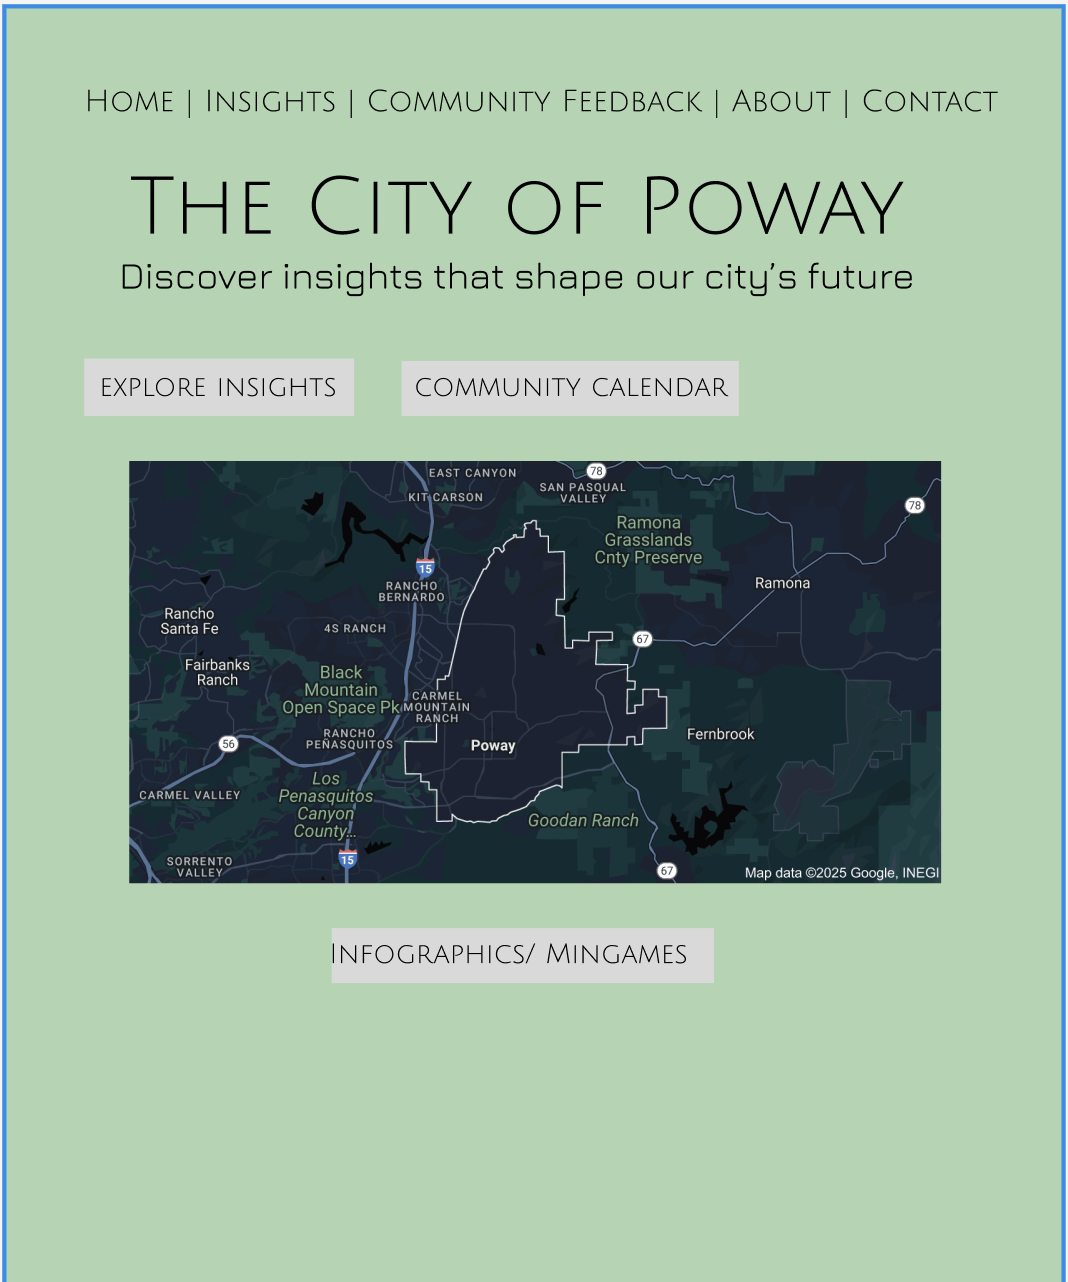 Home | Insights | Community Feedback | About | Contact
The City of Poway
Discover insights that shape our city's future
EXPLORE INSIGHTS
COMMUNITY CALENDAR
EAST CANYON
78
KIT CARSON
SAN PASQUAL
VALLEY
78
Ramona
Grasslands
Cnty Preserve
15
RANCHO
BERNARDO
Ramona
Rancho
Santa Fe
4S RANCH
67
Fairbanks
Ranch
Black
Mountain
Open Space Pk
CARMEL
MOUNTAIN
RANCH
RANCHO
PEÑASQUITOS
56
Poway
Fernbrook
Los
Penasquitos
Canyon
County...
CARMEL VALLEY
Goodan Ranch
SORRENTO
VALLEY
15
67
Map data ©2025 Google, INEGI
Infographics/ Mingames